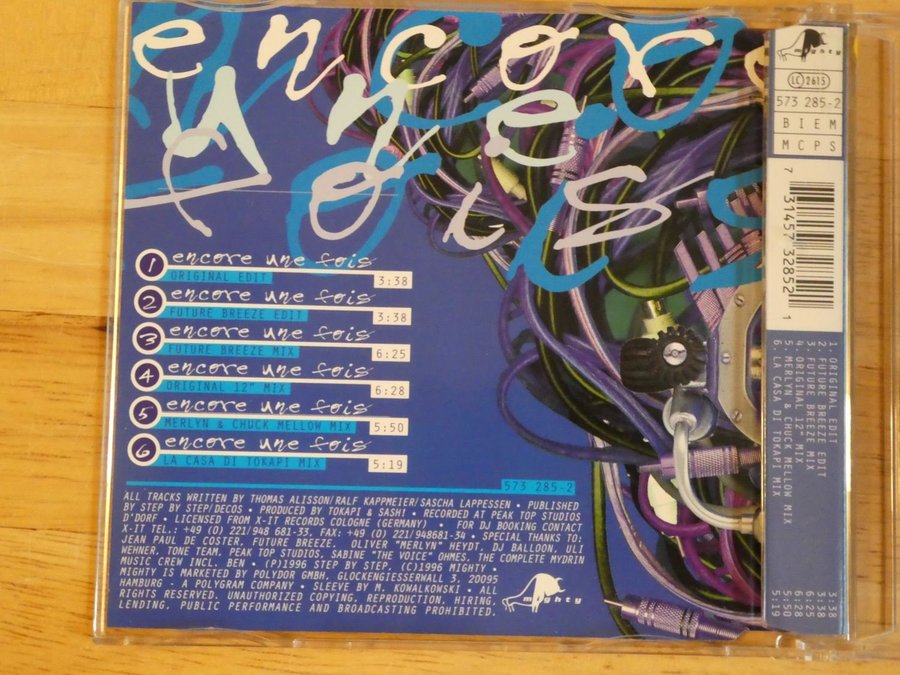 encore
une
fois
1 encore une fois
ORIGINAL EDIT 3:38
2 encore une fois
FUTURE BREEZE EDIT 3:38
3 encore une fois
FUTURE BREEZE MIX 6:25
4 encore une fois
ORIGINAL 12" MIX 6:28
5 encore une fois
MERLYN & CHUCK MELLOW MIX 5:50
6 encore une fois
LA CASA DI TOKAPI MIX 5:19
573 285-2
ALL TRACKS WRITTEN BY THOMAS ALISSON/RALF KAPPMEIER/SASCHA LAPPESSEN • PUBLISHED
BY STEP BY STEP/DECOS • PRODUCED BY TOKAPI & SASH! • RECORDED AT PEAK TOP STUDIOS
D'DORF • LICENSED FROM X-IT RECORDS COLOGNE (GERMANY) • FOR DJ BOOKING CONTACT
X-IT TEL.: +49 (0) 221/948 681-33, FAX: +49 (0) 221/948681-34 • SPECIAL THANKS TO:
JEAN PAUL DE COSTER, FUTURE BREEZE, OLIVER "MERLYN" HEYDT, DJ BALLOON, ULI
WEHNER, TONE TEAM, PEAK TOP STUDIOS, SABINE "THE VOICE" OHMES, THE COMPLETE MYDRIN
MUSIC CREW INCL. BEN • (P)1996 STEP BY STEP, (C)1996 MIGHTY •
MIGHTY IS MARKETED BY POLYDOR GMBH, GLOCKENGIESSERWALL 3, 20095
HAMBURG - A POLYGRAM COMPANY • SLEEVE BY M. KOWALKOWSKI • ALL
RIGHTS RESERVED. UNAUTHORIZED COPYING, REPRODUCTION, HIRING,
LENDING, PUBLIC PERFORMANCE AND BROADCASTING PROHIBITED.
mighty
mighty
LC 2615
573 285-2
BIEM
MCPS
7 31457 32852 1
1. ORIGINAL EDIT 3:38
2. FUTURE BREEZE EDIT 3:38
3. FUTURE BREEZE MIX 6:25
4. ORIGINAL 12" MIX 6:28
5. MERLYN & CHUCK MELLOW MIX 5:50
6. LA CASA DI TOKAPI MIX 5:19